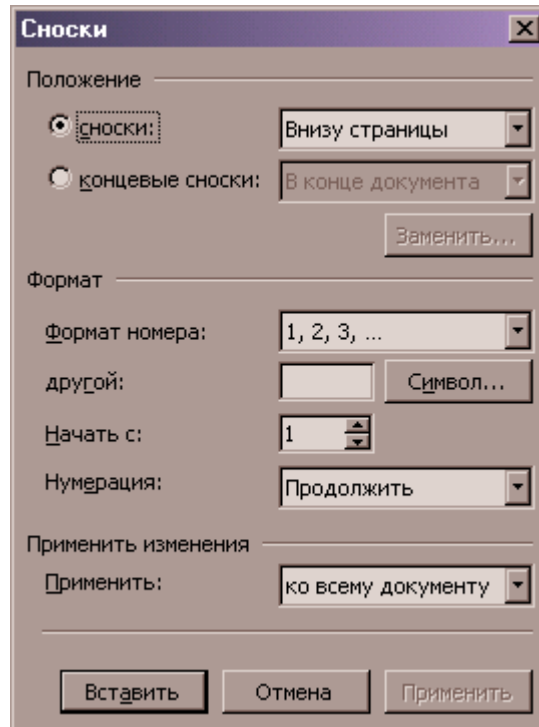 Сноски
Положение
сноски: Внизу страницы
концевые сноски: В конце документа
Заменить...
Формат
Формат номера: 1, 2, 3, ...
другой: Символ...
Начать с: 1
Нумерация: Продолжить
Применить изменения
Применить: ко всему документу
Вставить Отмена Применить